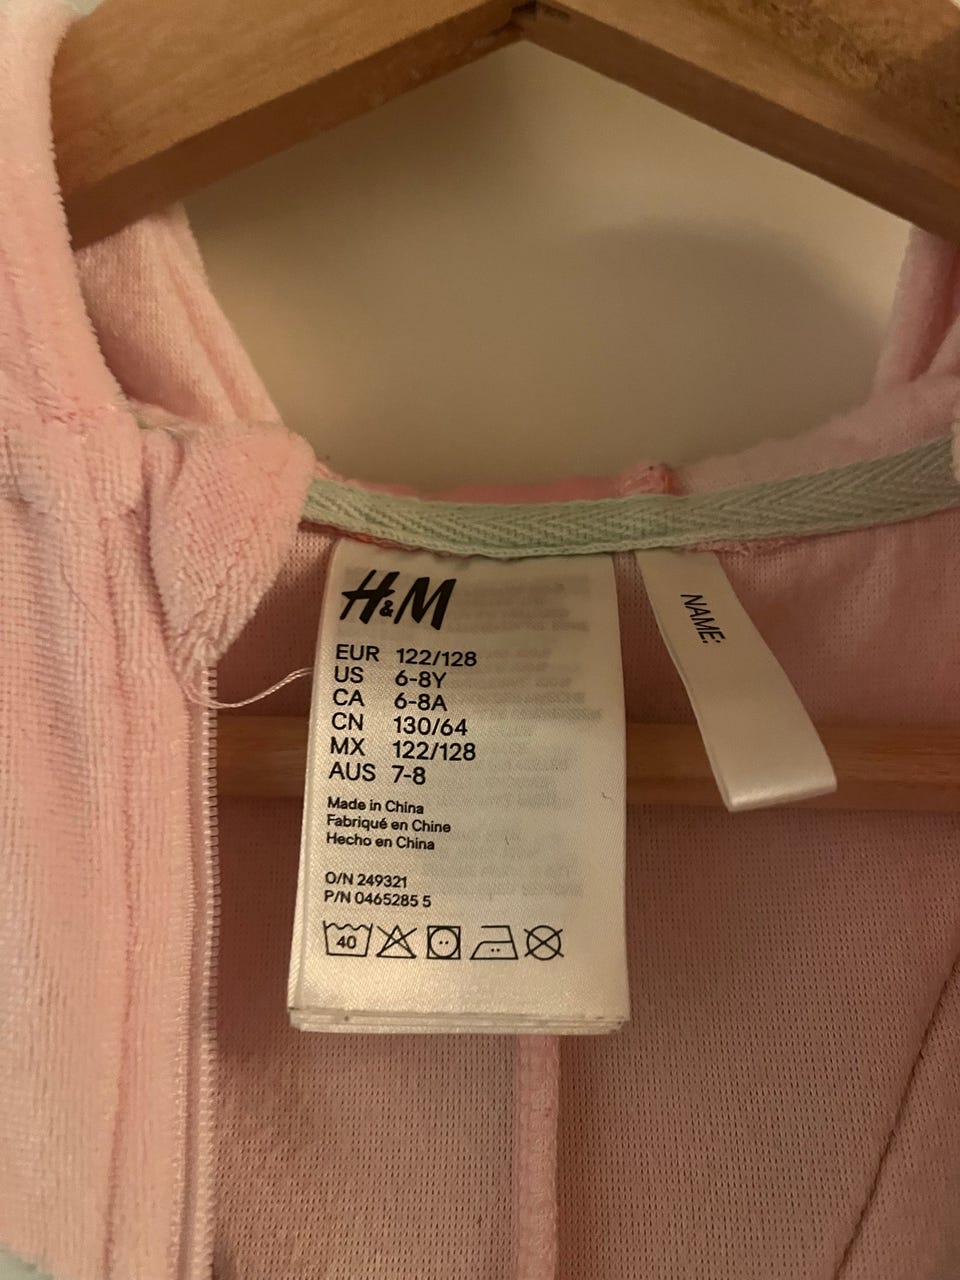 H&M
EUR 122/128
US 6-8Y
CA 6-8A
CN 130/64
MX 122/128
AUS 7-8
Made in China
Fabriqué en Chine
Hecho en China
O/N 249321
P/N 0465285 5
40
NAME: